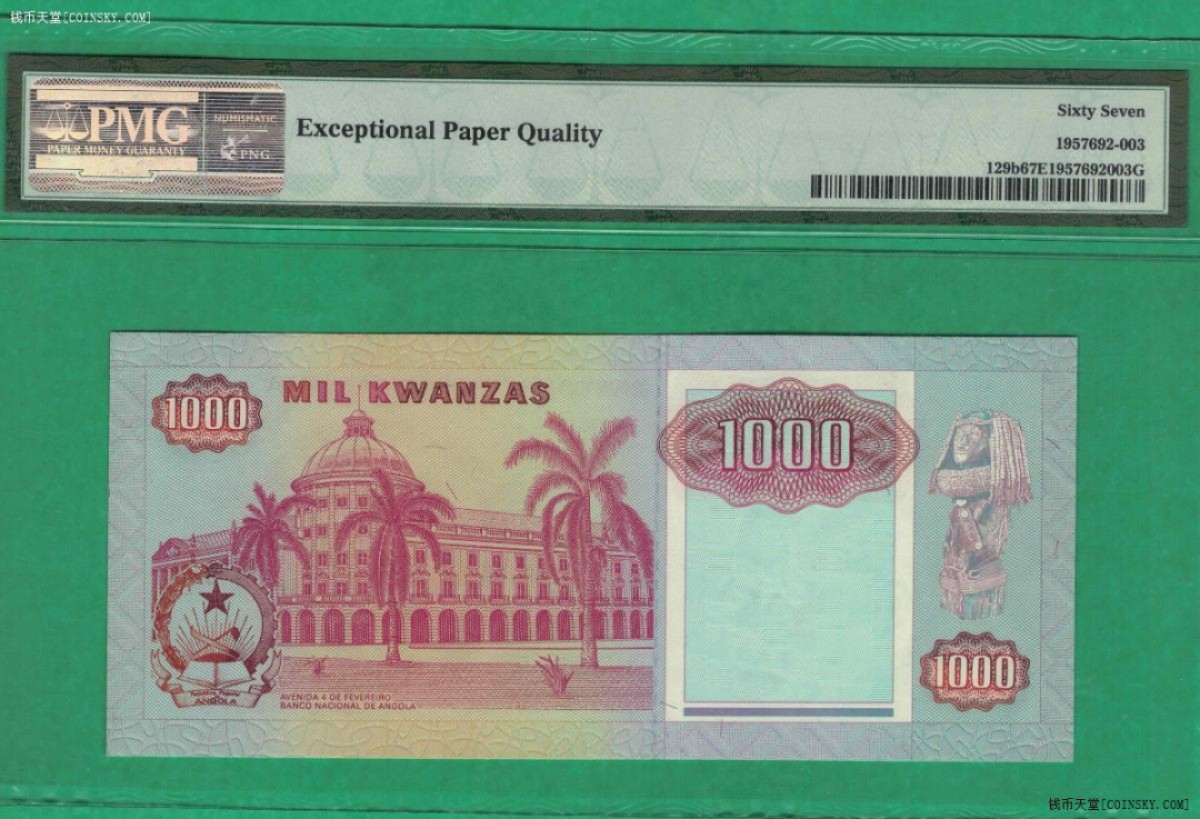 钱币天堂[COINSKY.COM]
PMG
PAPER MONEY GUARANTY
NUMISMATIC
PNG
Exceptional Paper Quality
Sixty Seven
1957692-003
129b67E1957692003G
1000
MIL KWANZAS
1000
ANGOLA
AVENIDA 4 DE FEVEREIRO
BANCO NACIONAL DE ANGOLA
1000
钱币天堂[COINSKY.COM]